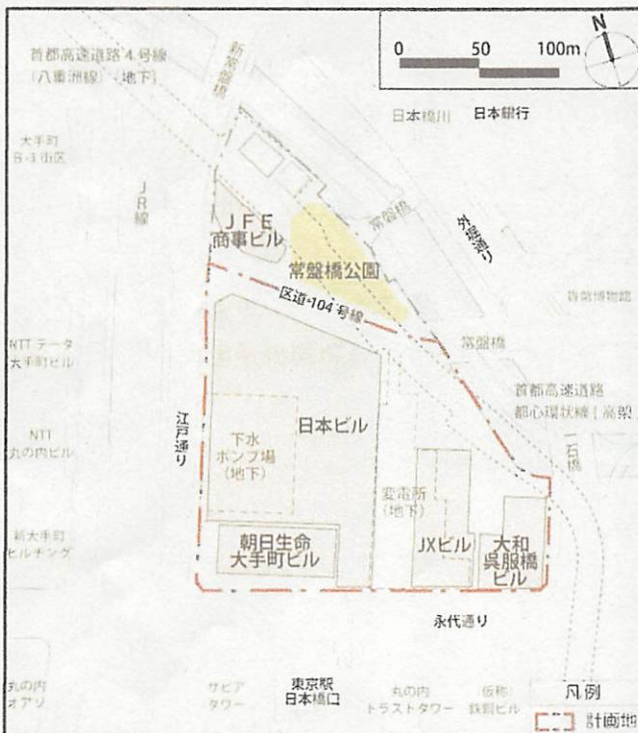 首都高速道路4号線
(八重洲線) (地下)
新常盤橋
0 50 100m
N
日本橋川
日本銀行
大手町
B-3街区
JR線
JFE
商事ビル
常盤橋
外堀通り
常盤橋公園
区道104号線
貨幣博物館
NTTデータ
大手町ビル
常盤橋
首都高速道路
都心環状線(高架)
江戸通り
日本ビル
一石橋
NTT
丸の内ビル
下水
ポンプ場
(地下)
変電所
(地下)
新大手町
ビルヂング
朝日生命
大手町ビル
JXビル
大和
呉服橋
ビル
永代通り
丸の内
オアゾ
サピア
タワー
東京駅
日本橋口
丸の内
トラストタワー
(仮称)
鉄鋼ビル
凡例
計画地